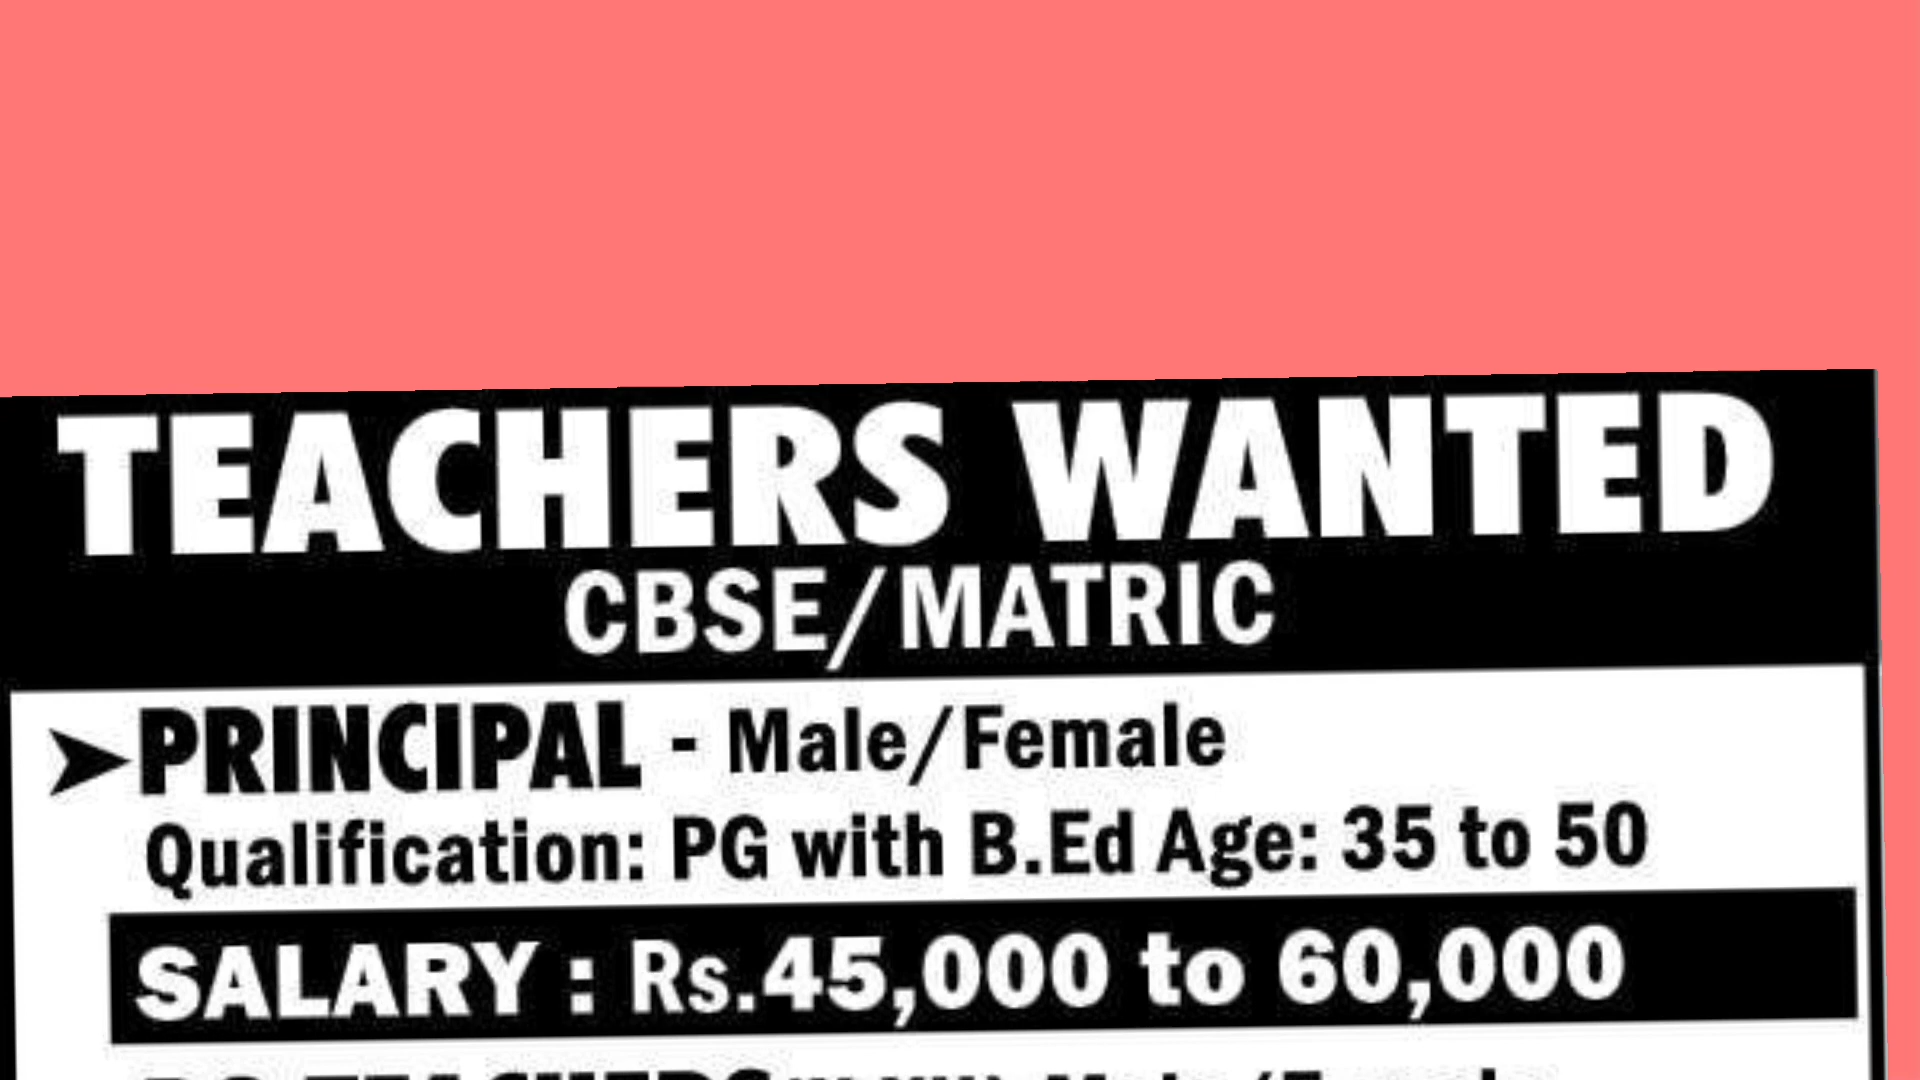 TEACHERS WANTED
CBSE/MATRIC
➤PRINCIPAL - Male/Female
Qualification: PG with B.Ed Age: 35 to 50
SALARY : Rs.45,000 to 60,000